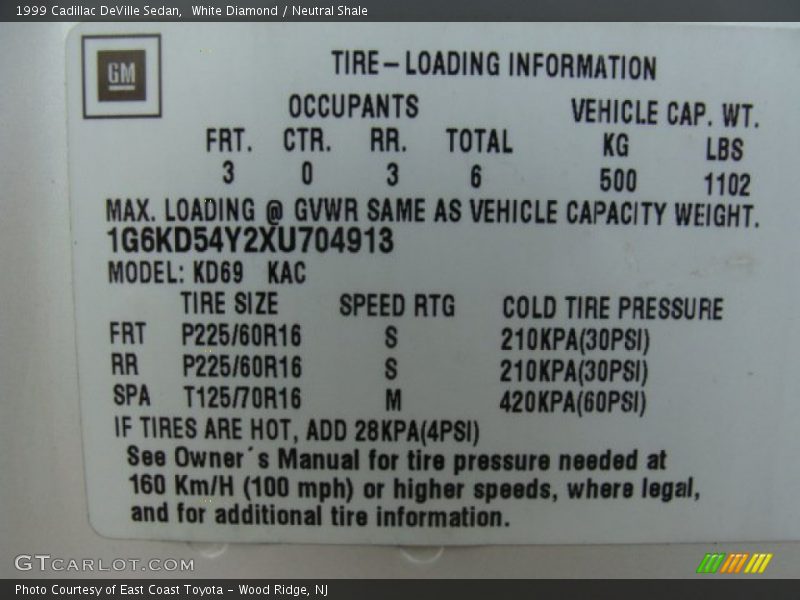 1999 Cadillac DeVille Sedan,  White Diamond / Neutral Shale
GM
TIRE-LOADING INFORMATION
OCCUPANTS VEHICLE CAP. WT.
FRT. CTR. RR. TOTAL KG LBS
3 0 3 6 500 1102
MAX. LOADING @ GVWR SAME AS VEHICLE CAPACITY WEIGHT.
1G6KD54Y2XU704913
MODEL: KD69 KAC
TIRE SIZE SPEED RTG COLD TIRE PRESSURE
FRT P225/60R16 S 210KPA(30PSI)
RR P225/60R16 S 210KPA(30PSI)
SPA T125/70R16 M 420KPA(60PSI)
IF TIRES ARE HOT, ADD 28KPA(4PSI)
See Owner´s Manual for tire pressure needed at
160 Km/H (100 mph) or higher speeds, where legal,
and for additional tire information.
GTCARLOT.COM
Photo Courtesy of East Coast Toyota – Wood Ridge, NJ